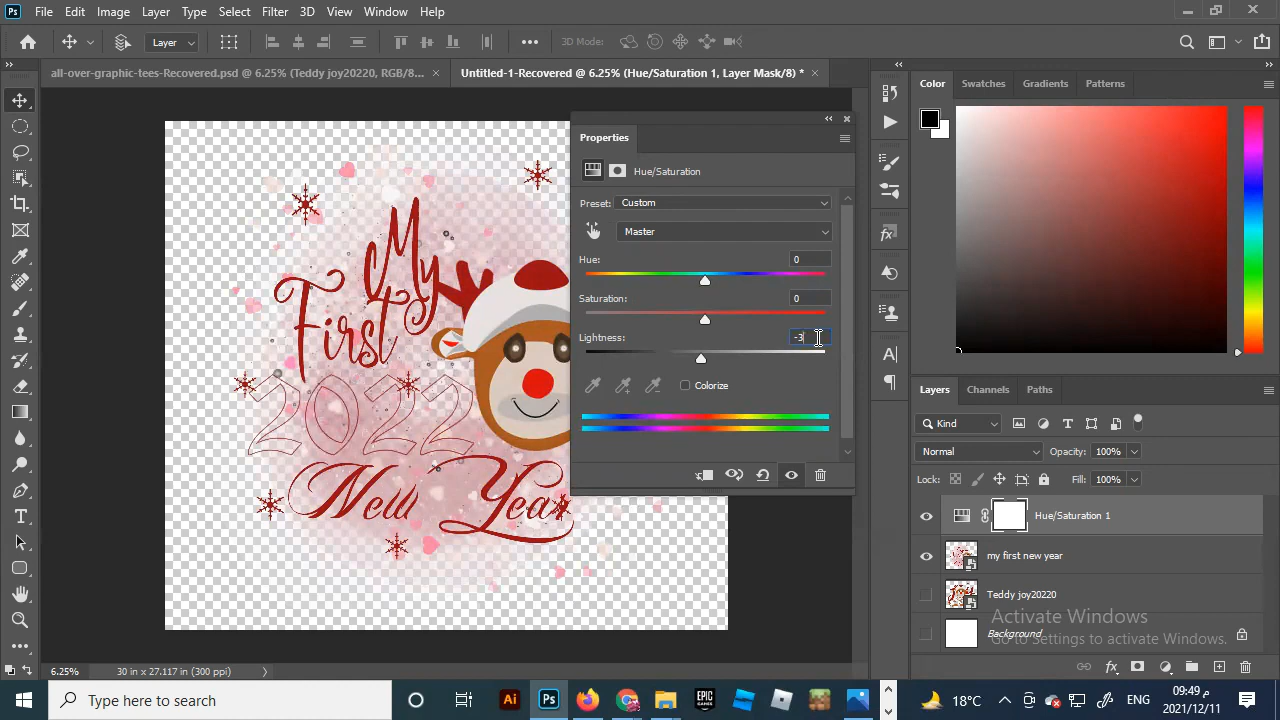 Ps File Edit Image Layer Type Select Filter 3D View Window Help
Layer 3D Mode:
all-over-graphic-tees-Recovered.psd @ 6.25% (Teddy joy20220, RGB/8... × Untitled-1-Recovered @ 6.25% (Hue/Saturation 1, Layer Mask/8) * ×
My
First
2022
New Year
Properties
Hue/Saturation
Preset: Custom
Master
Hue: 0
Saturation: 0
Lightness: -3
Colorize
Color Swatches Gradients Patterns
Layers Channels Paths
Kind
Normal Opacity: 100%
Lock: Fill: 100%
Hue/Saturation 1
my first new year
Teddy joy20220
Background
Activate Windows
Go to Settings to activate Windows.
6.25% 30 in x 27.117 in (300 ppi)
Type here to search
Ai Ps EPIC GAMES
18°C ENG 09:49
2021/12/11